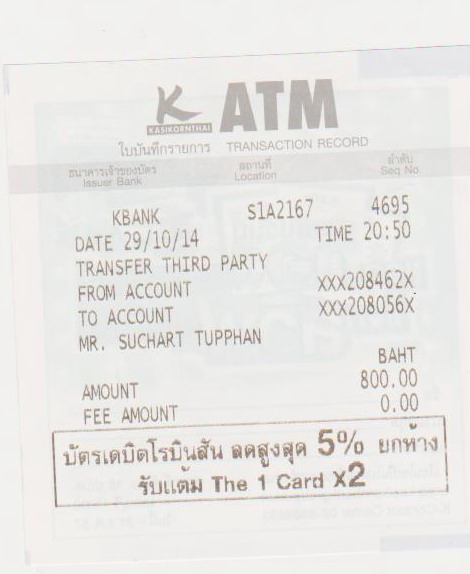 K ATM
KASIKORNTHAI
ใบบันทึกรายการ TRANSACTION RECORD
ธนาคารเจ้าของบัตร สถานที่ ลำดับ
Issuer Bank Location Seq No
KBANK S1A2167 4695
DATE 29/10/14 TIME 20:50
TRANSFER THIRD PARTY
FROM ACCOUNT XXX208462X
TO ACCOUNT XXX208056X
MR. SUCHART TUPPHAN
BAHT
AMOUNT 800.00
FEE AMOUNT 0.00
บัตรเดบิตโรบินสัน ลดสูงสุด 5% ยกห้าง
รับแต้ม The 1 Card X2